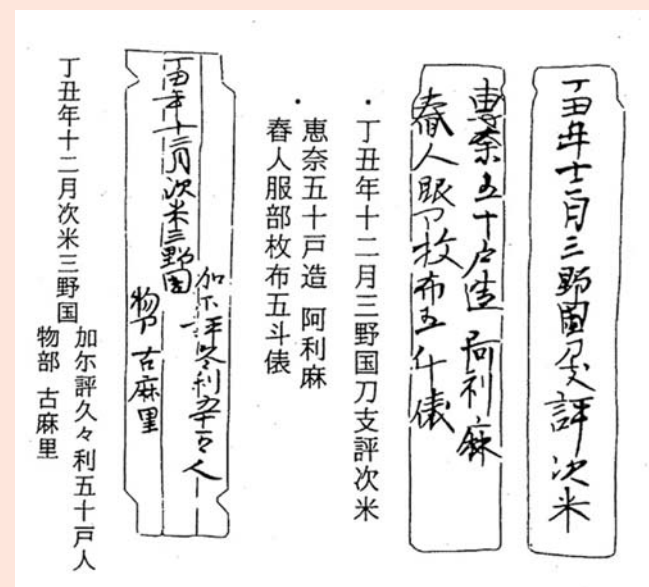 丁丑年十二月三野国刀支評次米
恵奈五十戸造 阿利麻
舂人服ア枚布五斗俵
・丁丑年十二月三野国刀支評次米
・恵奈五十戸造 阿利麻
舂人服部枚布五斗俵
丁丑年十二月次米三野国
加尓評久々利五十戸人
物ア 古麻里
丁丑年十二月次米三野国
加尓評久々利五十戸人
物部 古麻里